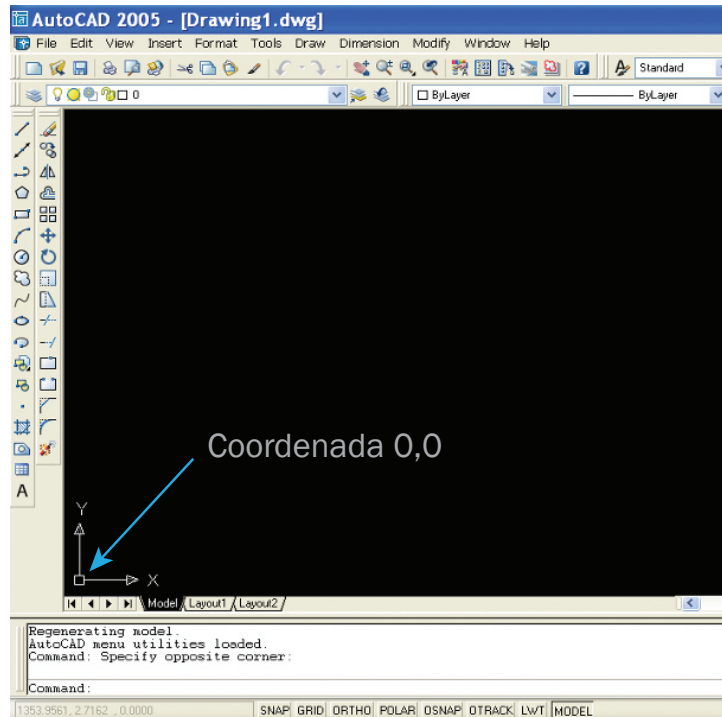 AutoCAD 2005 - [Drawing1.dwg]
File Edit View Insert Format Tools Draw Dimension Modify Window Help
Standard
0 ByLayer ByLayer
A
Coordenada 0,0
Y
X
Model Layout1 Layout2
Regenerating model.
AutoCAD menu utilities loaded.
Command: Specify opposite corner:
Command:
1353.9561, 2.7162 , 0.0000 SNAP GRID ORTHO POLAR OSNAP OTRACK LWT MODEL